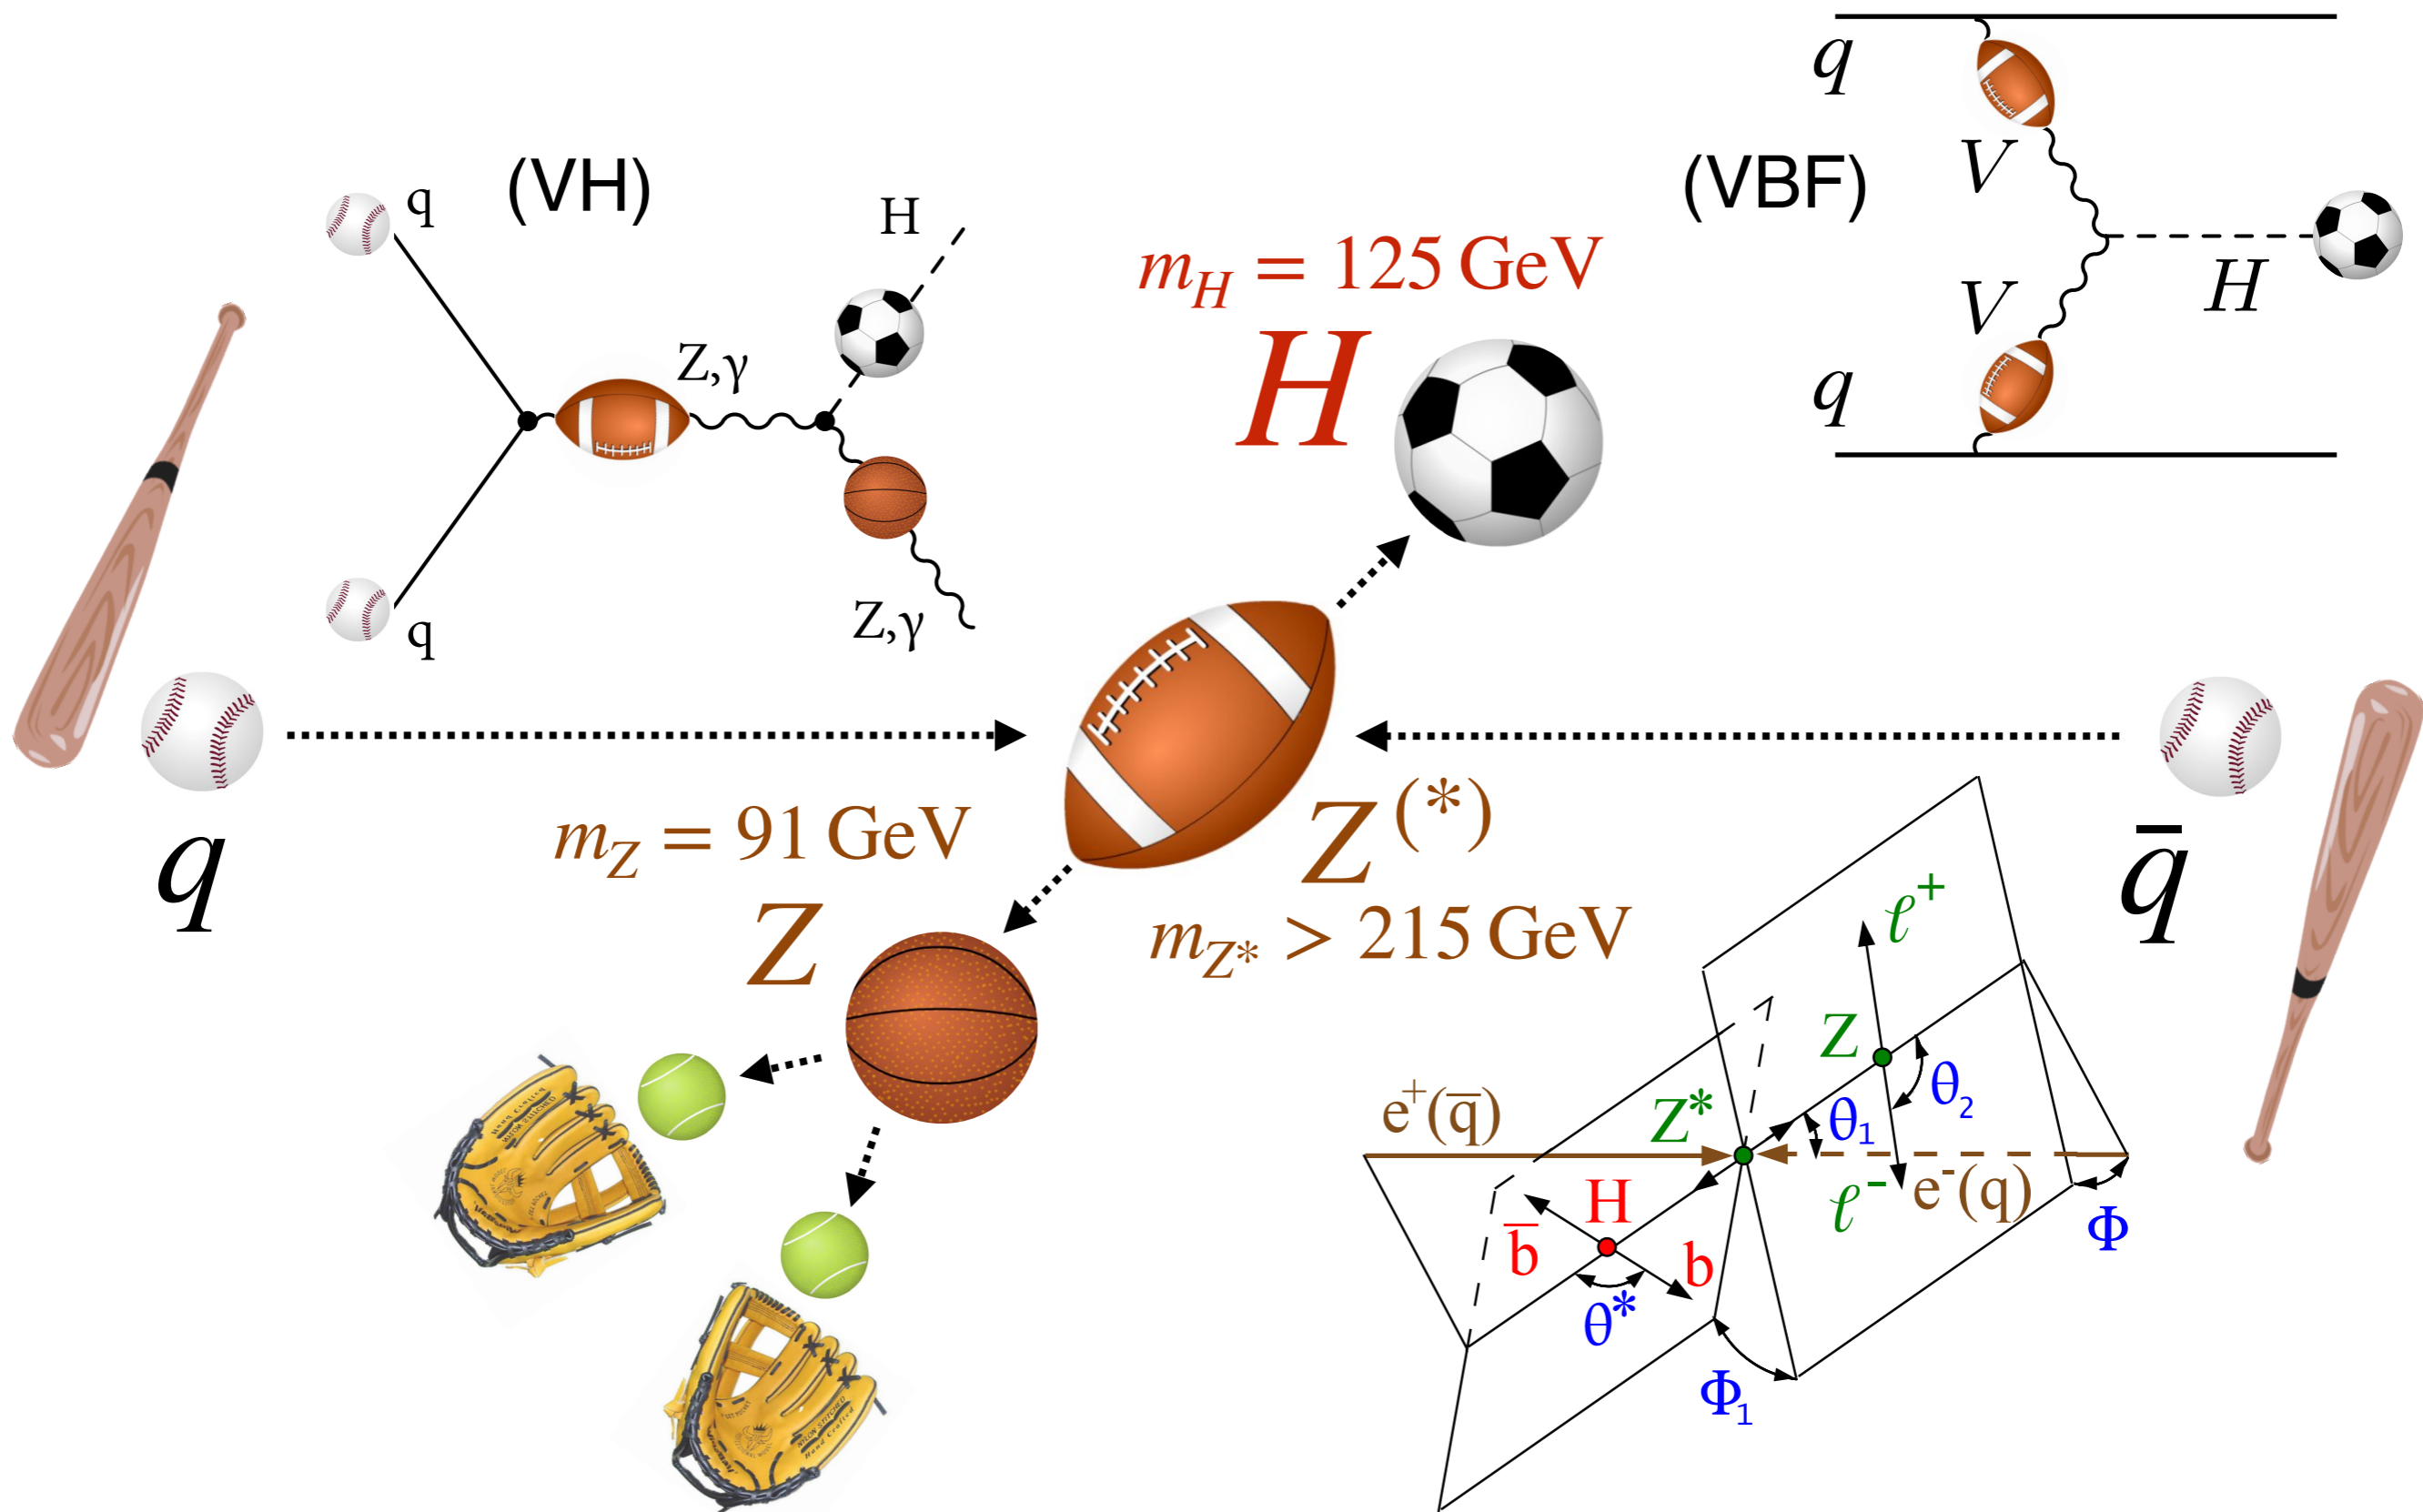 q
(VH)
q
H
Z,γ
q
Z,γ
q
V
(VBF)
V
q
H
m_H = 125 GeV
H
q
m_Z = 91 GeV
Z
Z^(*)
m_Z* > 215 GeV
q̅
ℓ⁺
Z
θ₂
θ₁
e⁺(q̅)
Z*
ℓ⁻
e⁻(q)
Φ
H
b̅
b
θ*
Φ₁